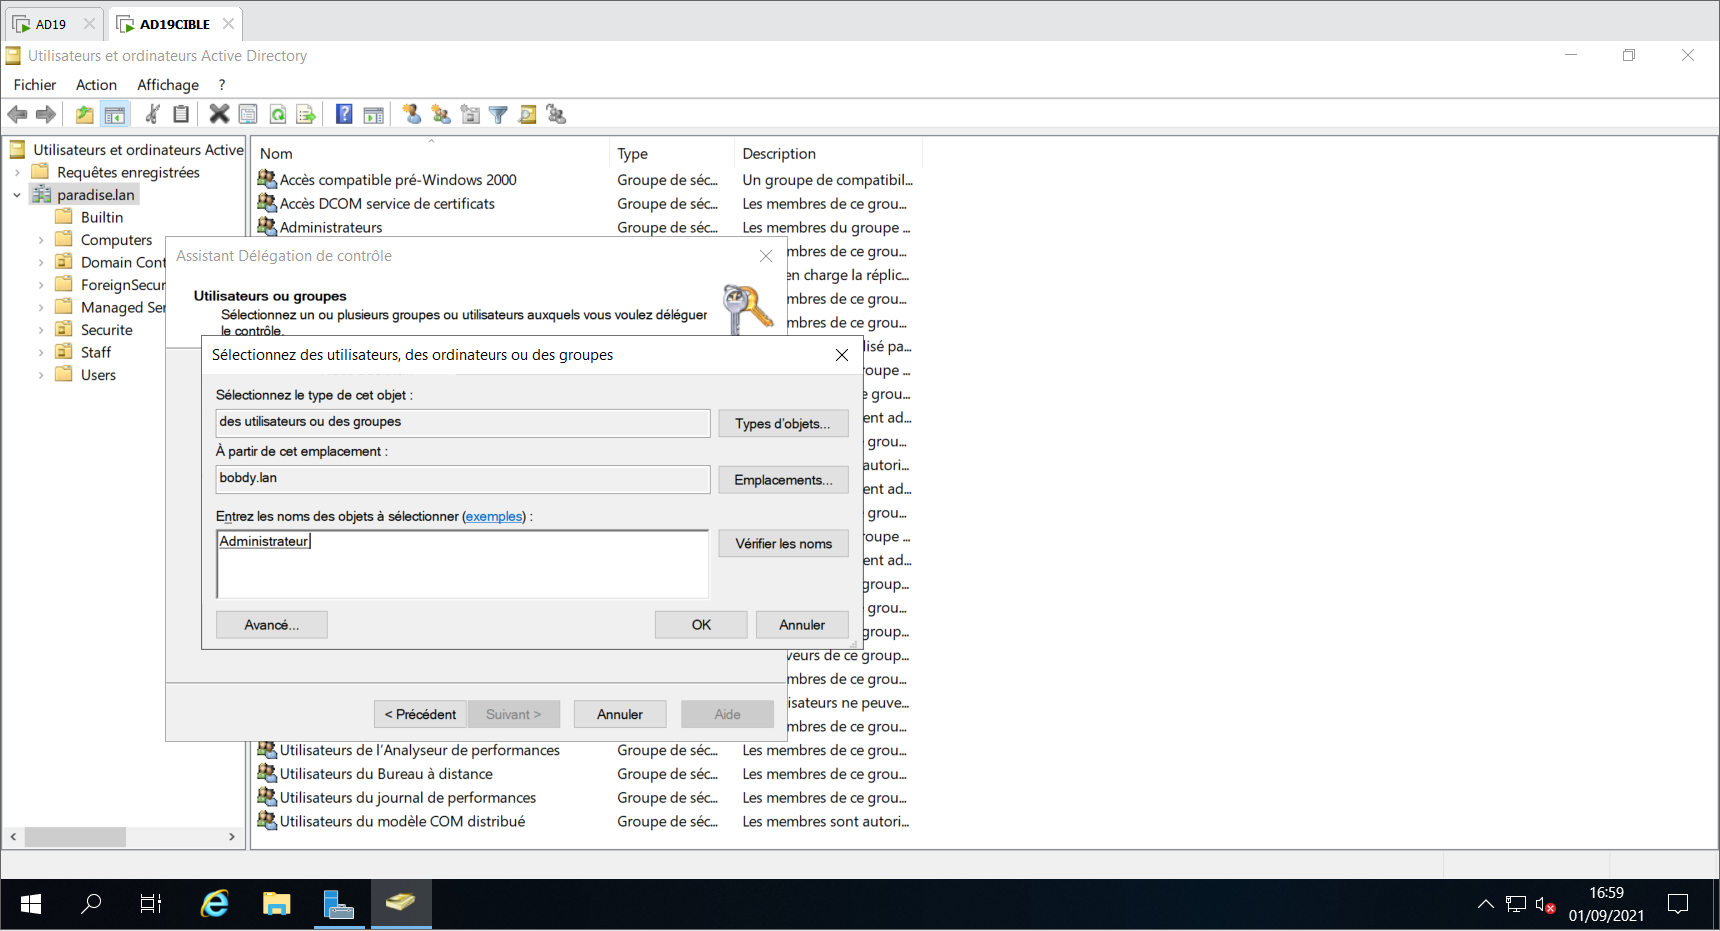 AD19
AD19CIBLE
Utilisateurs et ordinateurs Active Directory
Fichier Action Affichage ?
Utilisateurs et ordinateurs Active
Requêtes enregistrées
paradise.lan
Builtin
Computers
Domain Cont
ForeignSecur
Managed Ser
Securite
Staff
Users
Nom Type Description
Accès compatible pré-Windows 2000 Groupe de séc... Un groupe de compatibil...
Accès DCOM service de certificats Groupe de séc... Les membres de ce grou...
Administrateurs Groupe de séc... Les membres du groupe ...
mbres de ce grou...
en charge la réplic...
mbres de ce grou...
mbres de ce grou...
lisé pa...
roupe ...
e grou...
ent ad...
grou...
autori...
ent ad...
grou...
roupe ...
ent ad...
group...
grou...
group...
veurs de ce group...
mbres de ce grou...
isateurs ne peuve...
mbres de ce grou...
Utilisateurs de l'Analyseur de performances Groupe de séc... Les membres de ce grou...
Utilisateurs du Bureau à distance Groupe de séc... Les membres de ce grou...
Utilisateurs du journal de performances Groupe de séc... Les membres de ce grou...
Utilisateurs du modèle COM distribué Groupe de séc... Les membres sont autori...
Assistant Délégation de contrôle
Utilisateurs ou groupes
Sélectionnez un ou plusieurs groupes ou utilisateurs auxquels vous voulez déléguer
le contrôle.
Sélectionnez des utilisateurs, des ordinateurs ou des groupes
Sélectionnez le type de cet objet :
des utilisateurs ou des groupes Types d'objets...
À partir de cet emplacement :
bobdy.lan Emplacements...
Entrez les noms des objets à sélectionner (exemples) :
Administrateur Vérifier les noms
Avancé... OK Annuler
< Précédent Suivant > Annuler Aide
16:59
01/09/2021